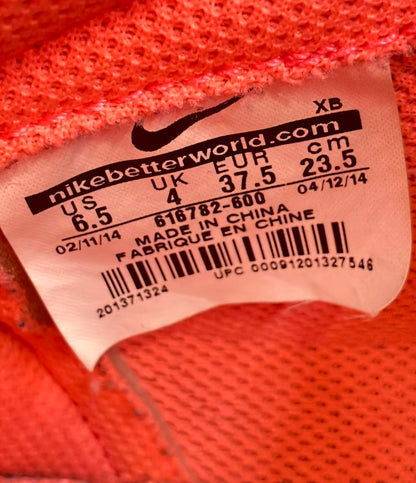 XB
nikebetterworld.com
US UK EUR cm
6.5 4 37.5 23.5
02/11/14 616782-600 04/12/14
MADE IN CHINA
FABRIQUE EN CHINE
201371324 UPC 00091201327546